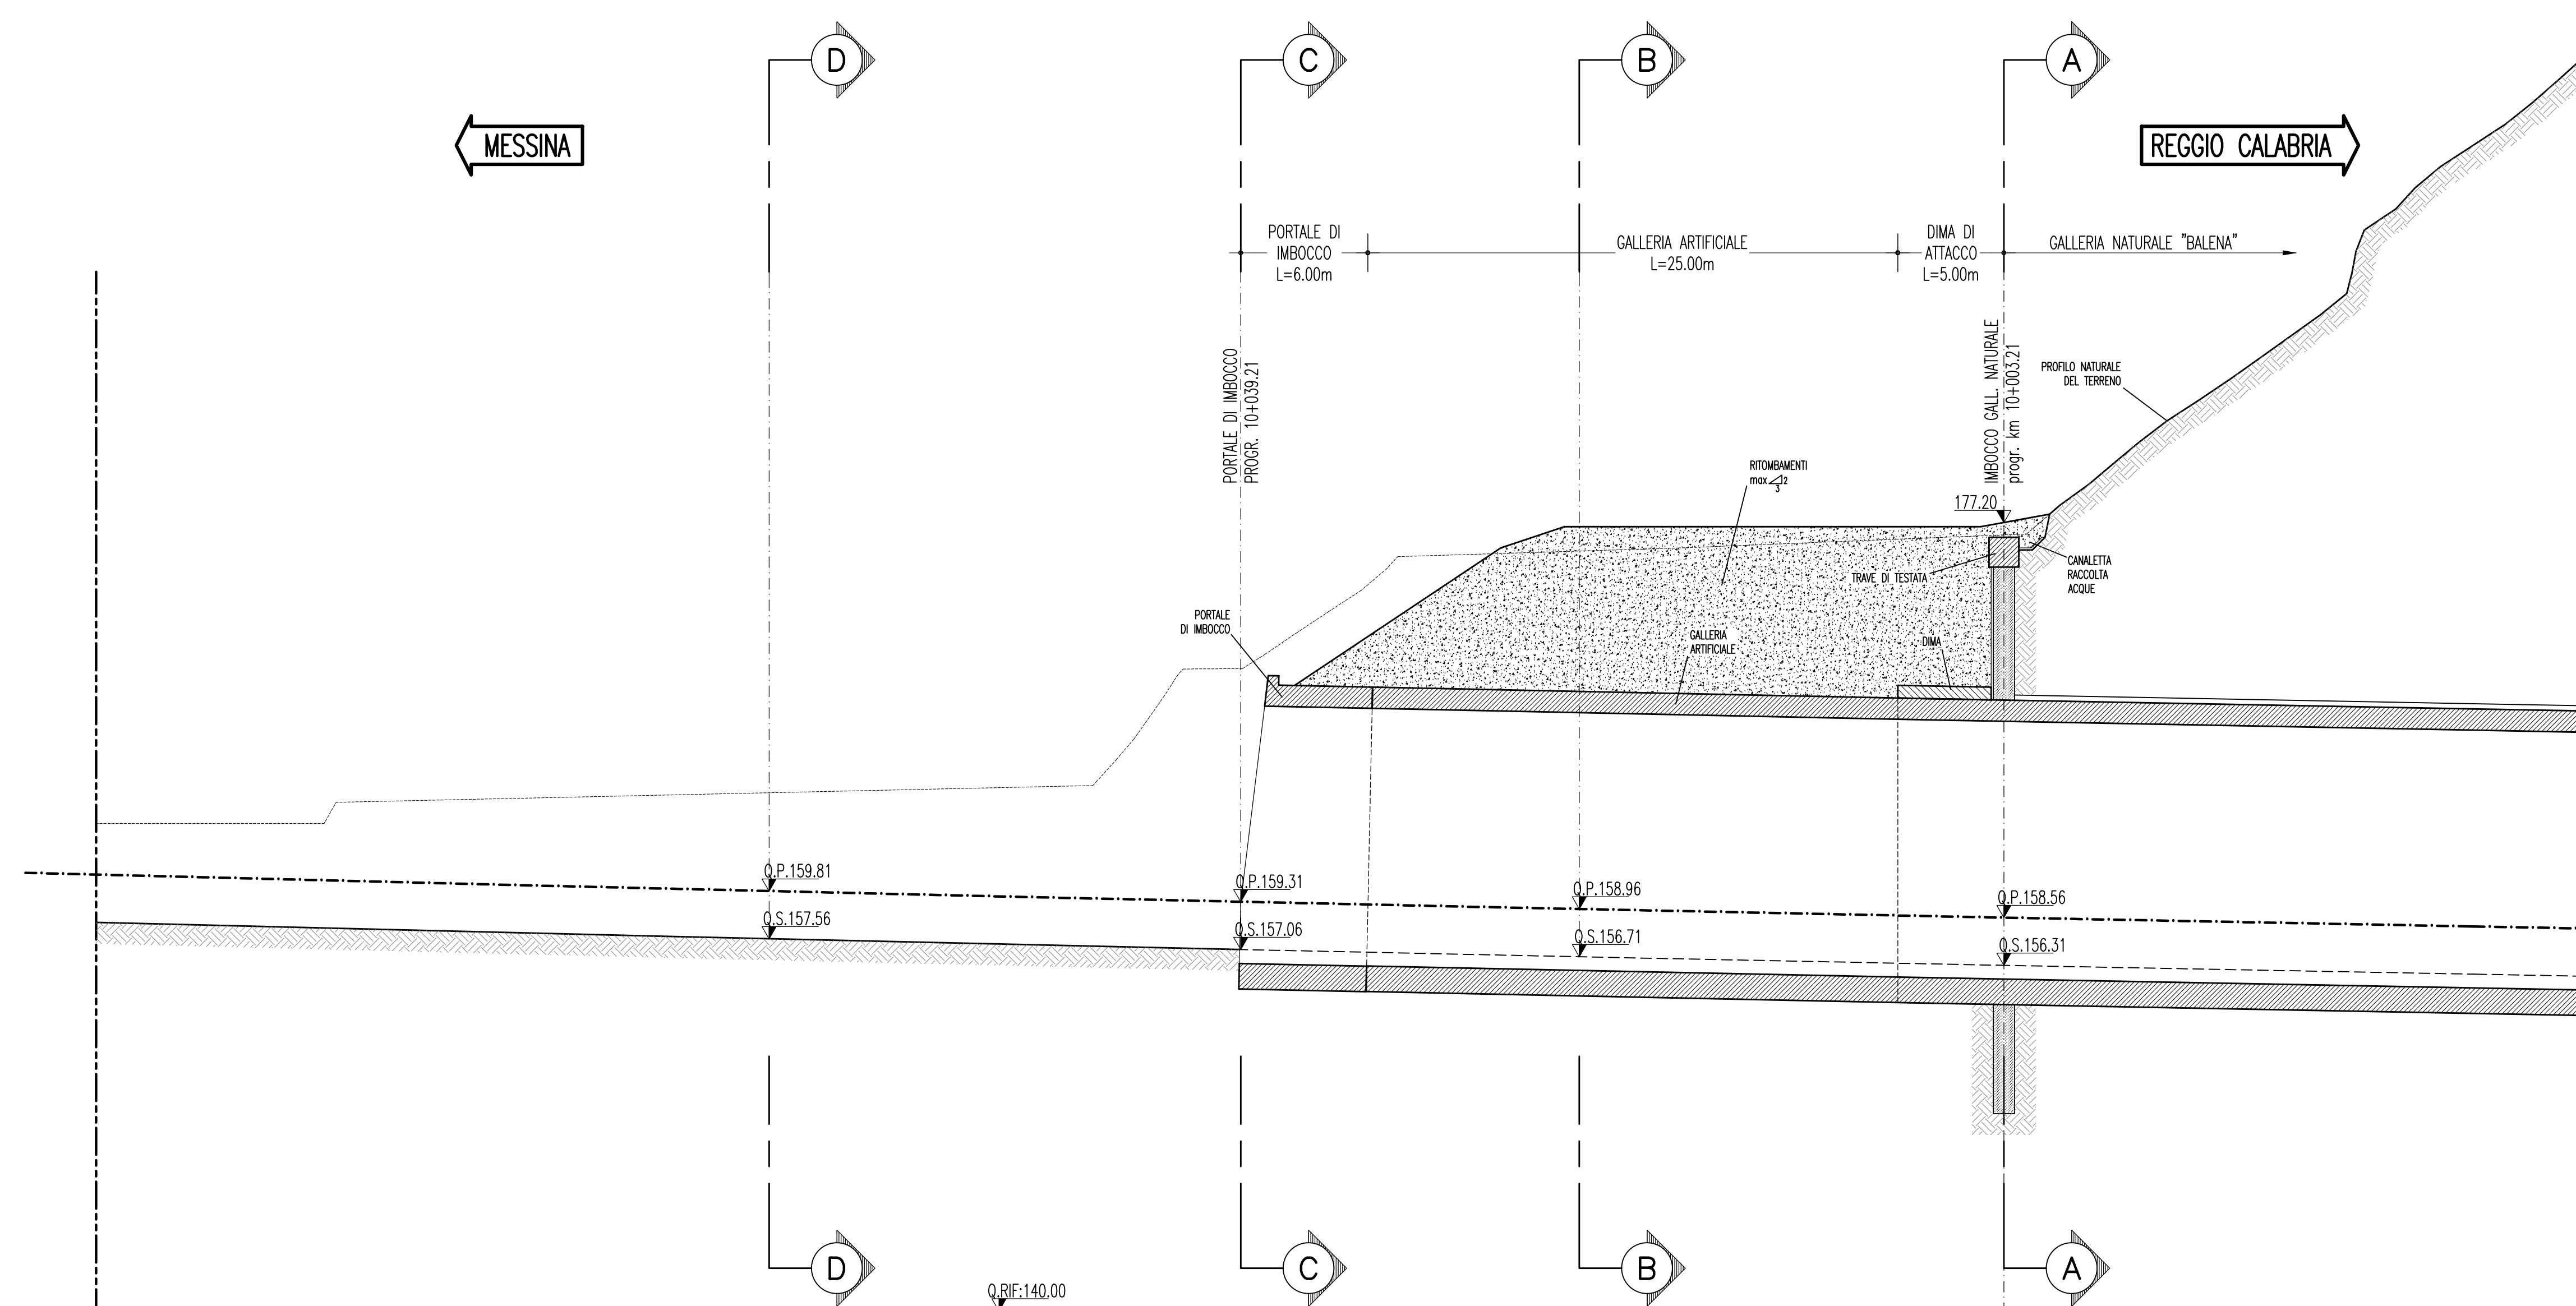 D
C
B
A
MESSINA
REGGIO CALABRIA
PORTALE DI
IMBOCCO
L=6.00m
GALLERIA ARTIFICIALE
L=25.00m
DIMA DI
ATTACCO
L=5.00m
GALLERIA NATURALE "BALENA"
PORTALE DI IMBOCCO
PROGR. 10+039.21
IMBOCCO GALL. NATURALE
progr. km 10+003.21
PROFILO NATURALE
DEL TERRENO
RITOMBAMENTI
max 2
3
177.20
CANALETTA
RACCOLTA
ACQUE
TRAVE DI TESTATA
PORTALE
DI IMBOCCO
GALLERIA
ARTIFICIALE
DIMA
Q.P.159.81
Q.P.159.31
Q.P.158.96
Q.P.158.56
Q.S.157.56
Q.S.157.06
Q.S.156.71
Q.S.156.31
D
C
B
A
Q.RIF:140.00